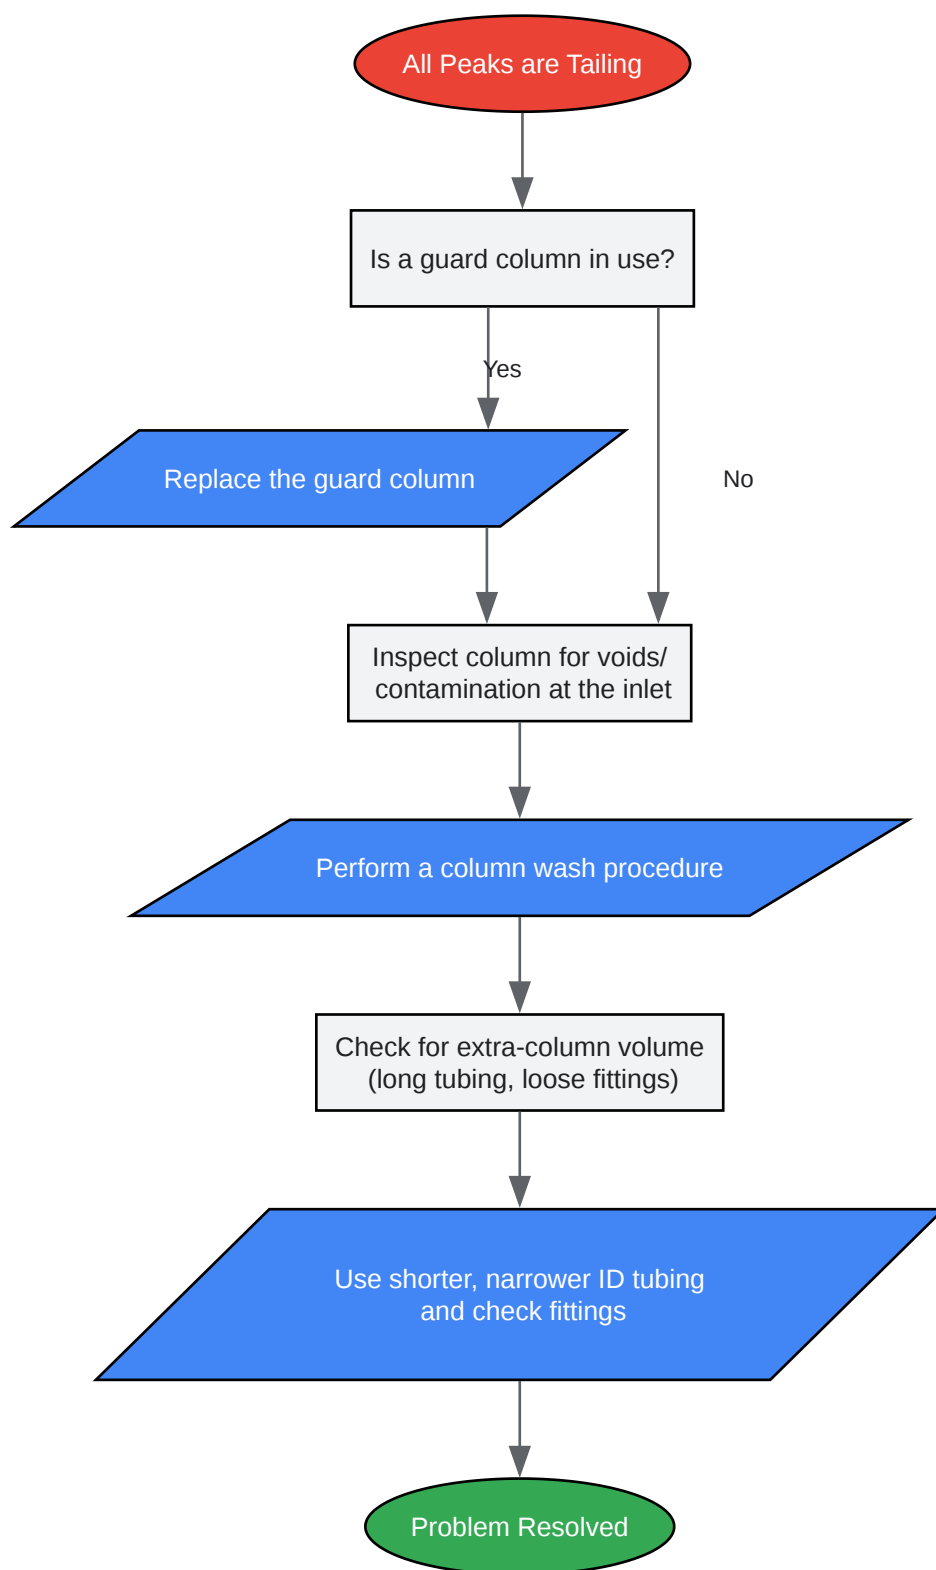 All Peaks are Tailing
Is a guard column in use?
Yes
Replace the guard column
No
Inspect column for voids/
contamination at the inlet
Perform a column wash procedure
Check for extra-column volume
(long tubing, loose fittings)
Use shorter, narrower ID tubing
and check fittings
Problem Resolved